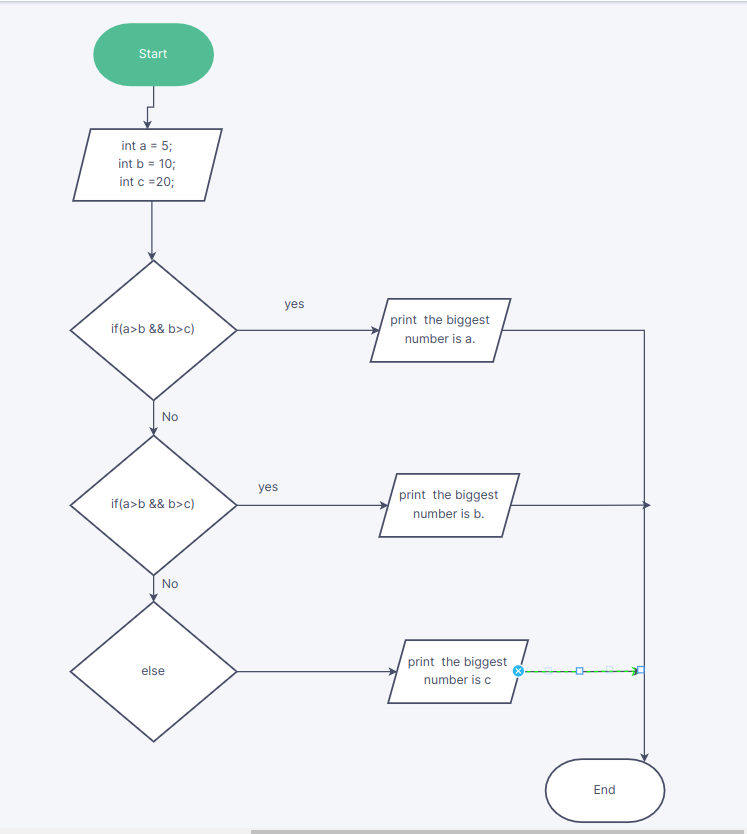 Start
int a = 5;
int b = 10;
int c =20;
if(a>b && b>c)
yes
print  the biggest
number is a.
No
if(a>b && b>c)
yes
print  the biggest
number is b.
No
else
print  the biggest
number is c
End